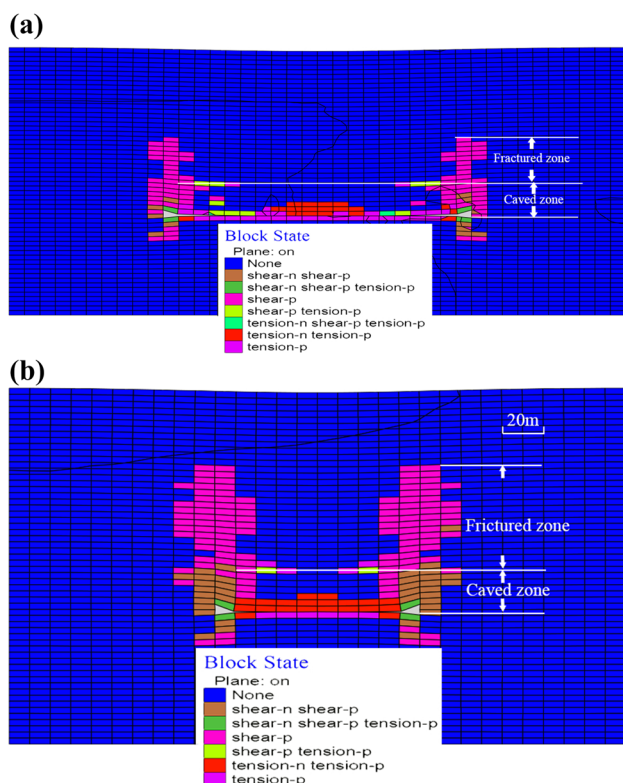 (a)
Fractured zone
Caved zone
Block State
Plane: on
None
shear-n shear-p
shear-n shear-p tension-p
shear-p
shear-p tension-p
tension-n shear-p tension-p
tension-n tension-p
tension-p
(b)
20m
Frictured zone
Caved zone
Block State
Plane: on
None
shear-n shear-p
shear-n shear-p tension-p
shear-p
shear-p tension-p
tension-n tension-p
tension-p